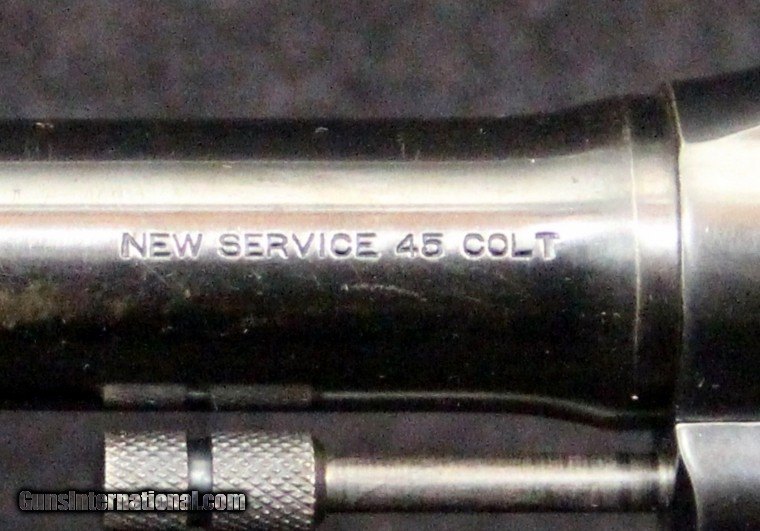 NEW SERVICE 45 COLT
GunsInternational.com